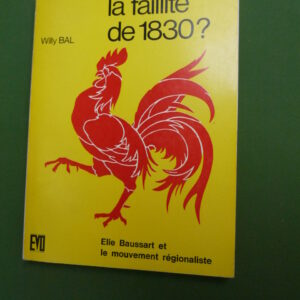 la faillite
de 1830?
Willy BAL
Elie Baussart et
le mouvement régionaliste
EVO